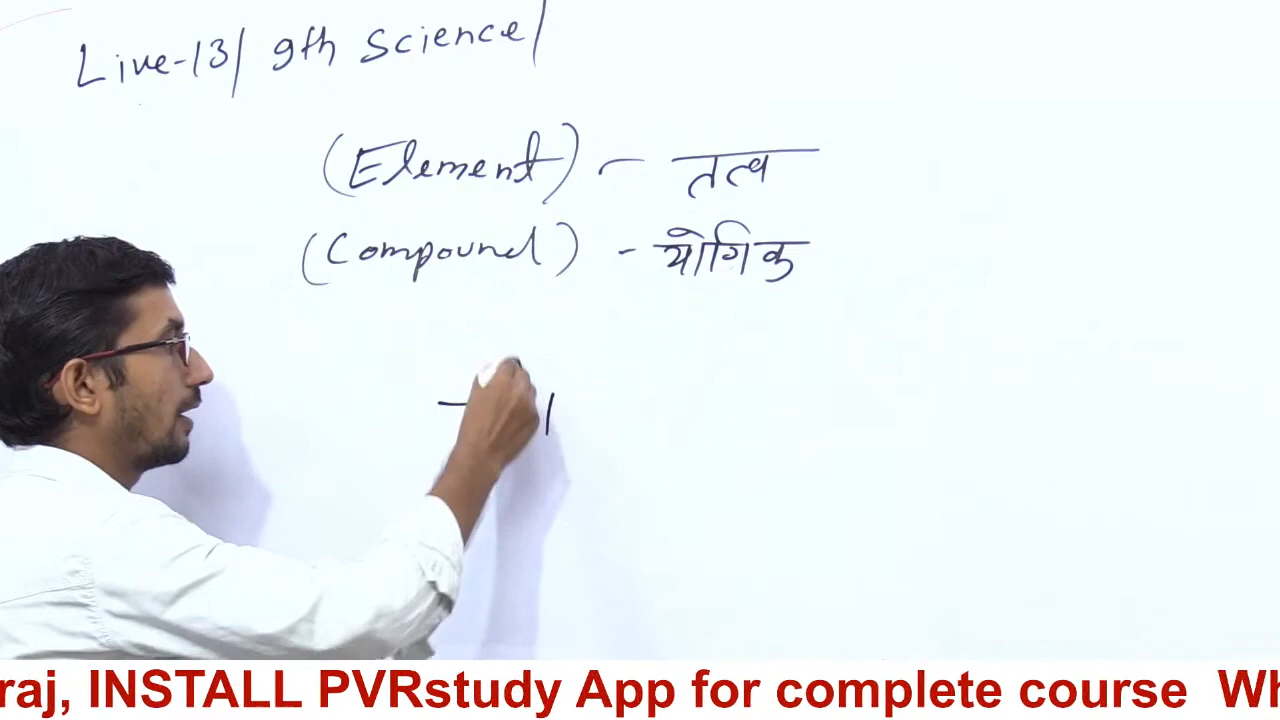 Live-13/ 9th Science/
(Element) - तत्व
(Compound) - योगिक
raj, INSTALL PVRstudy App for complete course Wh